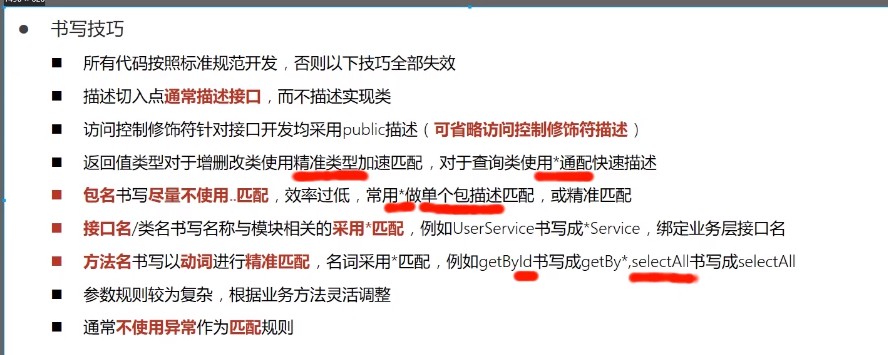 书写技巧
所有代码按照标准规范开发，否则以下技巧全部失效
描述切入点通常描述接口，而不描述实现类
访问控制修饰符针对接口开发均采用public描述（可省略访问控制修饰符描述）
返回值类型对于增删改类使用精准类型加速匹配，对于查询类使用*通配快速描述
包名书写尽量不使用..匹配，效率过低，常用*做单个包描述匹配，或精准匹配
接口名/类名书写名称与模块相关的采用*匹配，例如UserService书写成*Service，绑定业务层接口名
方法名书写以动词进行精准匹配，名词采用*匹配，例如getById书写成getBy*,selectAll书写成selectAll
参数规则较为复杂，根据业务方法灵活调整
通常不使用异常作为匹配规则